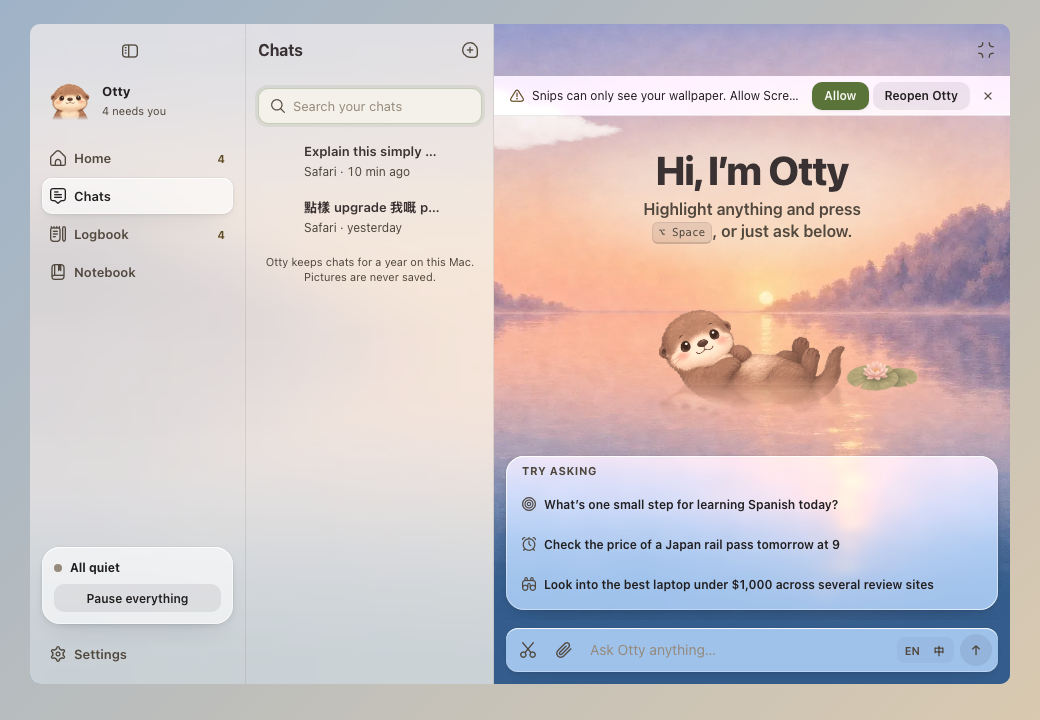 Otty
4 needs you
Home 4
Chats
Logbook 4
Notebook
All quiet
Pause everything
Settings
Chats
Search your chats
Explain this simply ...
Safari · 10 min ago
點樣 upgrade 我嘅 p...
Safari · yesterday
Otty keeps chats for a year on this Mac.
Pictures are never saved.
Snips can only see your wallpaper. Allow Scre...
Allow
Reopen Otty
Hi, I’m Otty
Highlight anything and press
⌥ Space, or just ask below.
TRY ASKING
What’s one small step for learning Spanish today?
Check the price of a Japan rail pass tomorrow at 9
Look into the best laptop under $1,000 across several review sites
Ask Otty anything...
EN 中